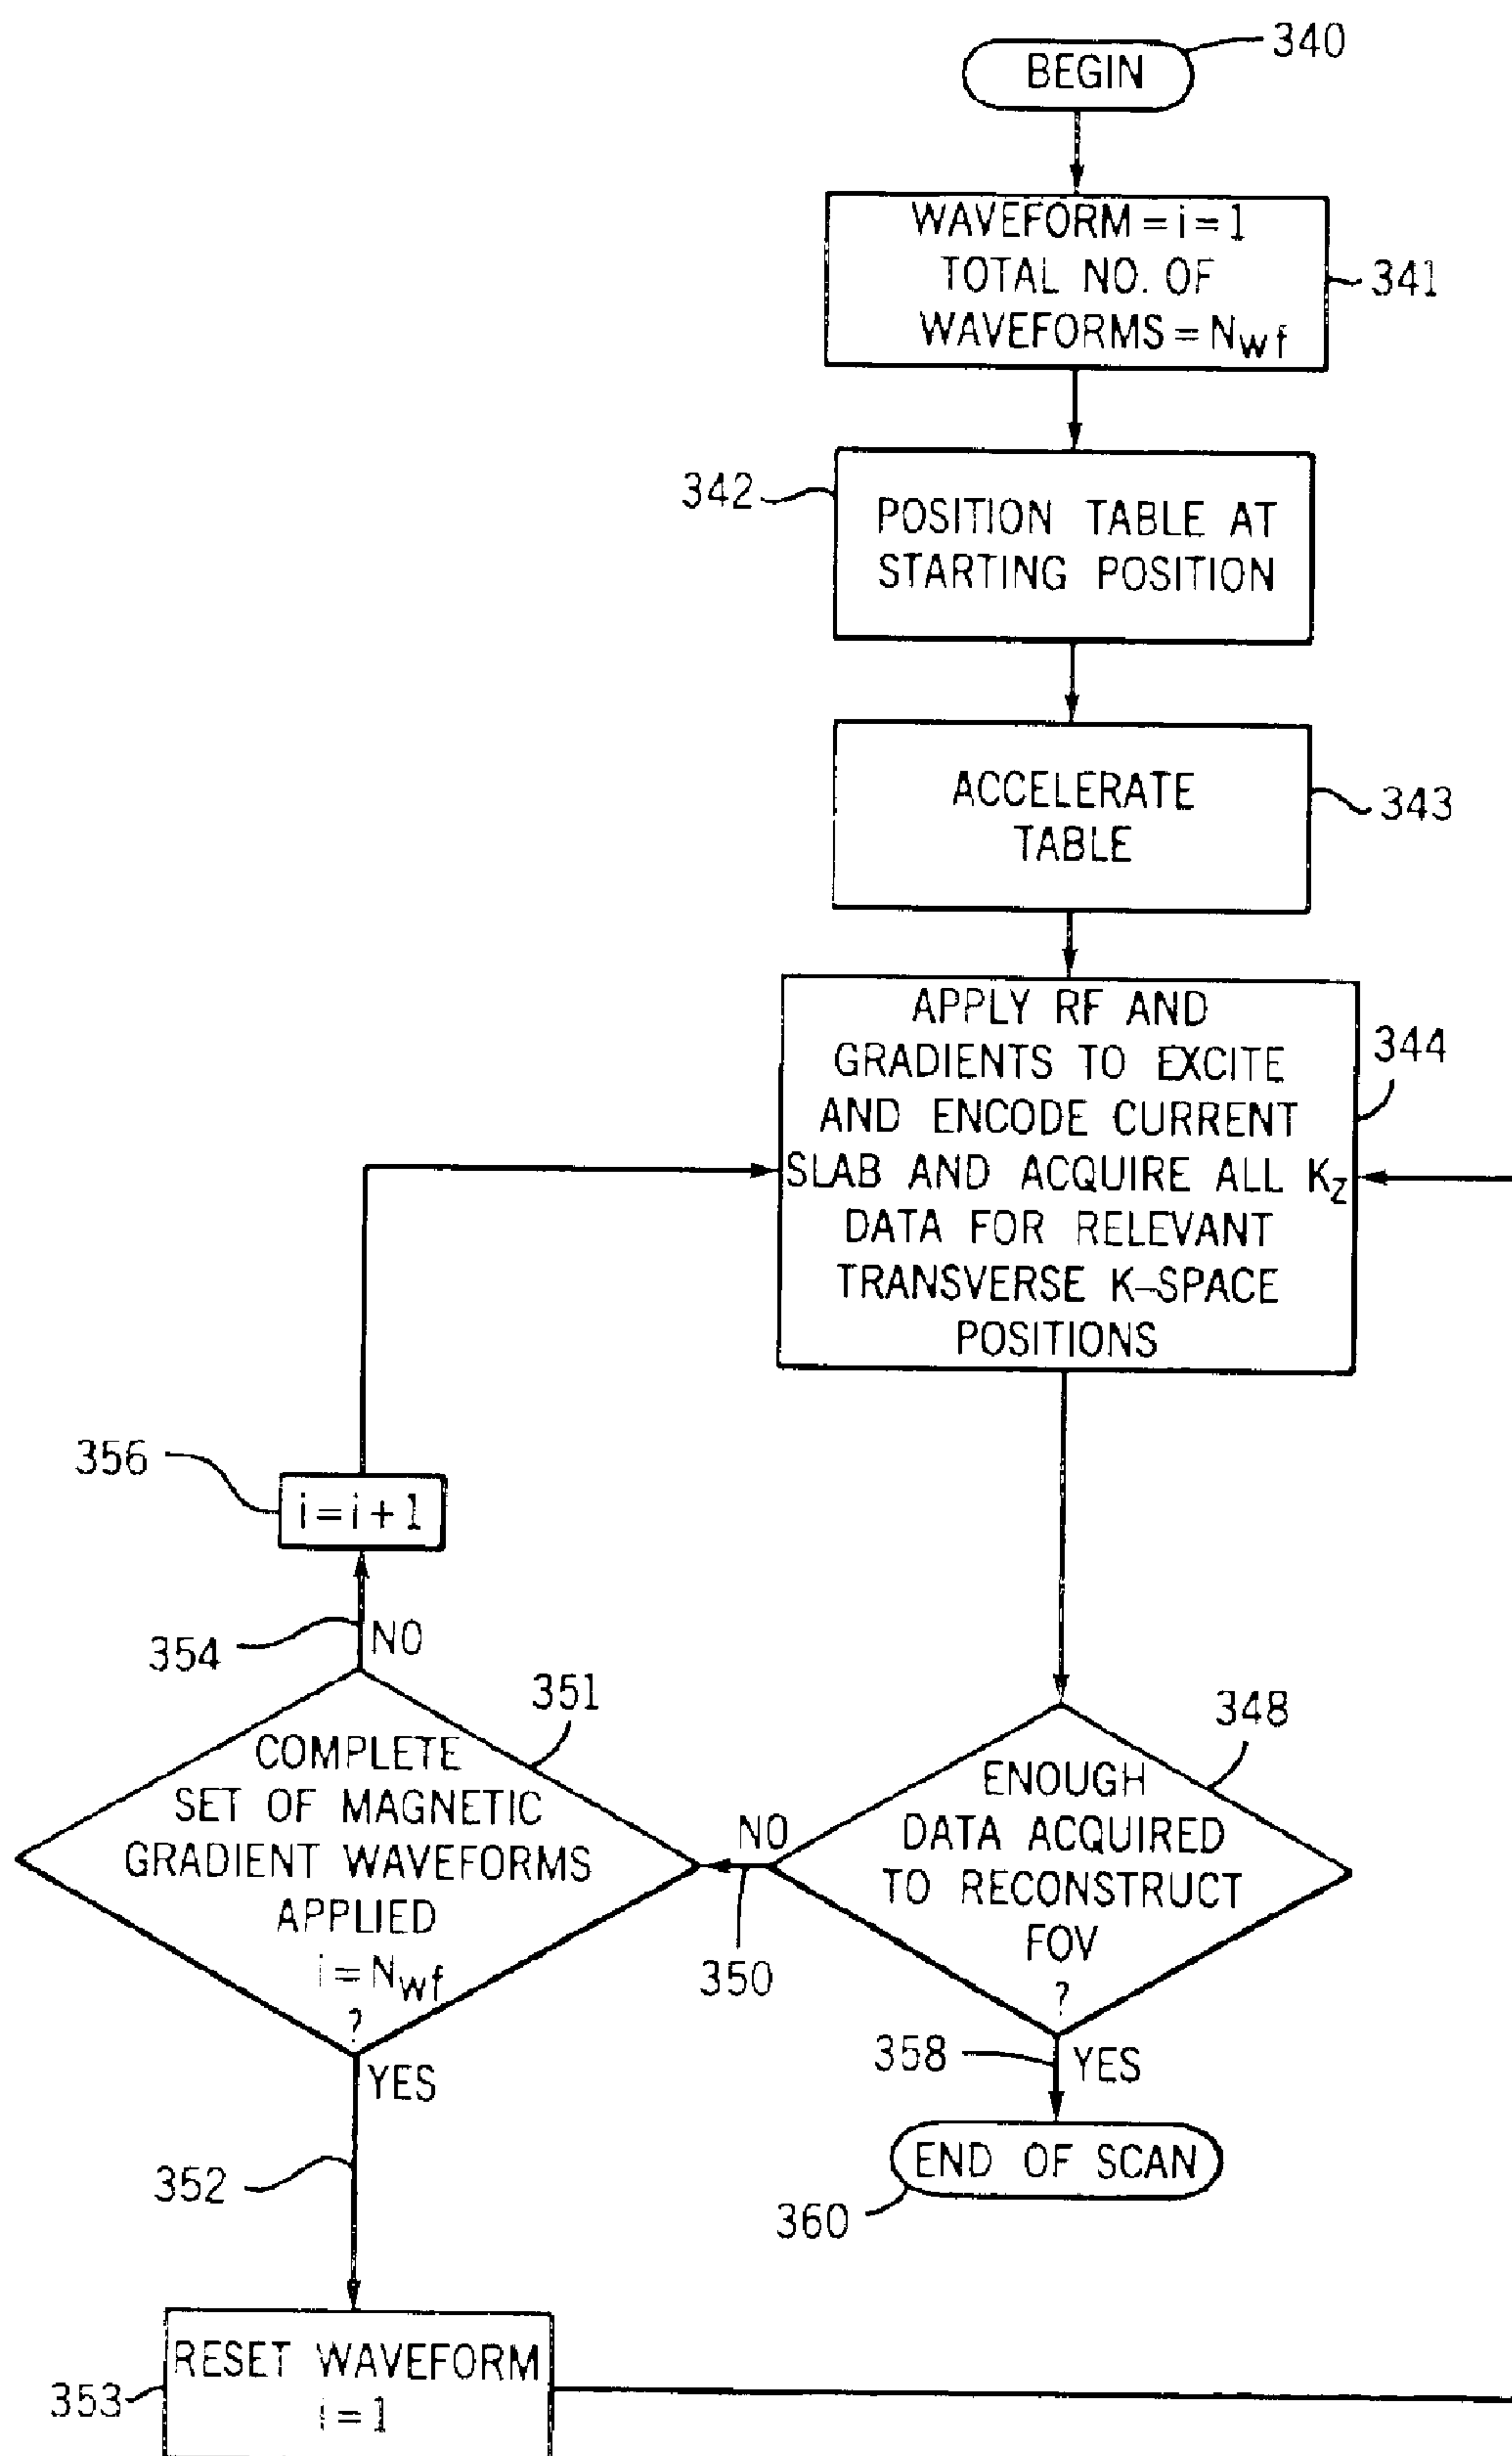 340
BEGIN
WAVEFORM = i = 1
TOTAL NO. OF
WAVEFORMS = Nwf
341
342
POSITION TABLE AT
STARTING POSITION
ACCELERATE
TABLE
343
APPLY RF AND
GRADIENTS TO EXCITE
AND ENCODE CURRENT
SLAB AND ACQUIRE ALL Kz
DATA FOR RELEVANT
TRANSVERSE K-SPACE
POSITIONS
344
356
i = i + 1
354
NO
351
COMPLETE
SET OF MAGNETIC
GRADIENT WAVEFORMS
APPLIED
i = Nwf
?
YES
348
ENOUGH
DATA ACQUIRED
TO RECONSTRUCT
FOV
?
NO
350
358
YES
END OF SCAN
360
352
RESET WAVEFORM
i = 1
353